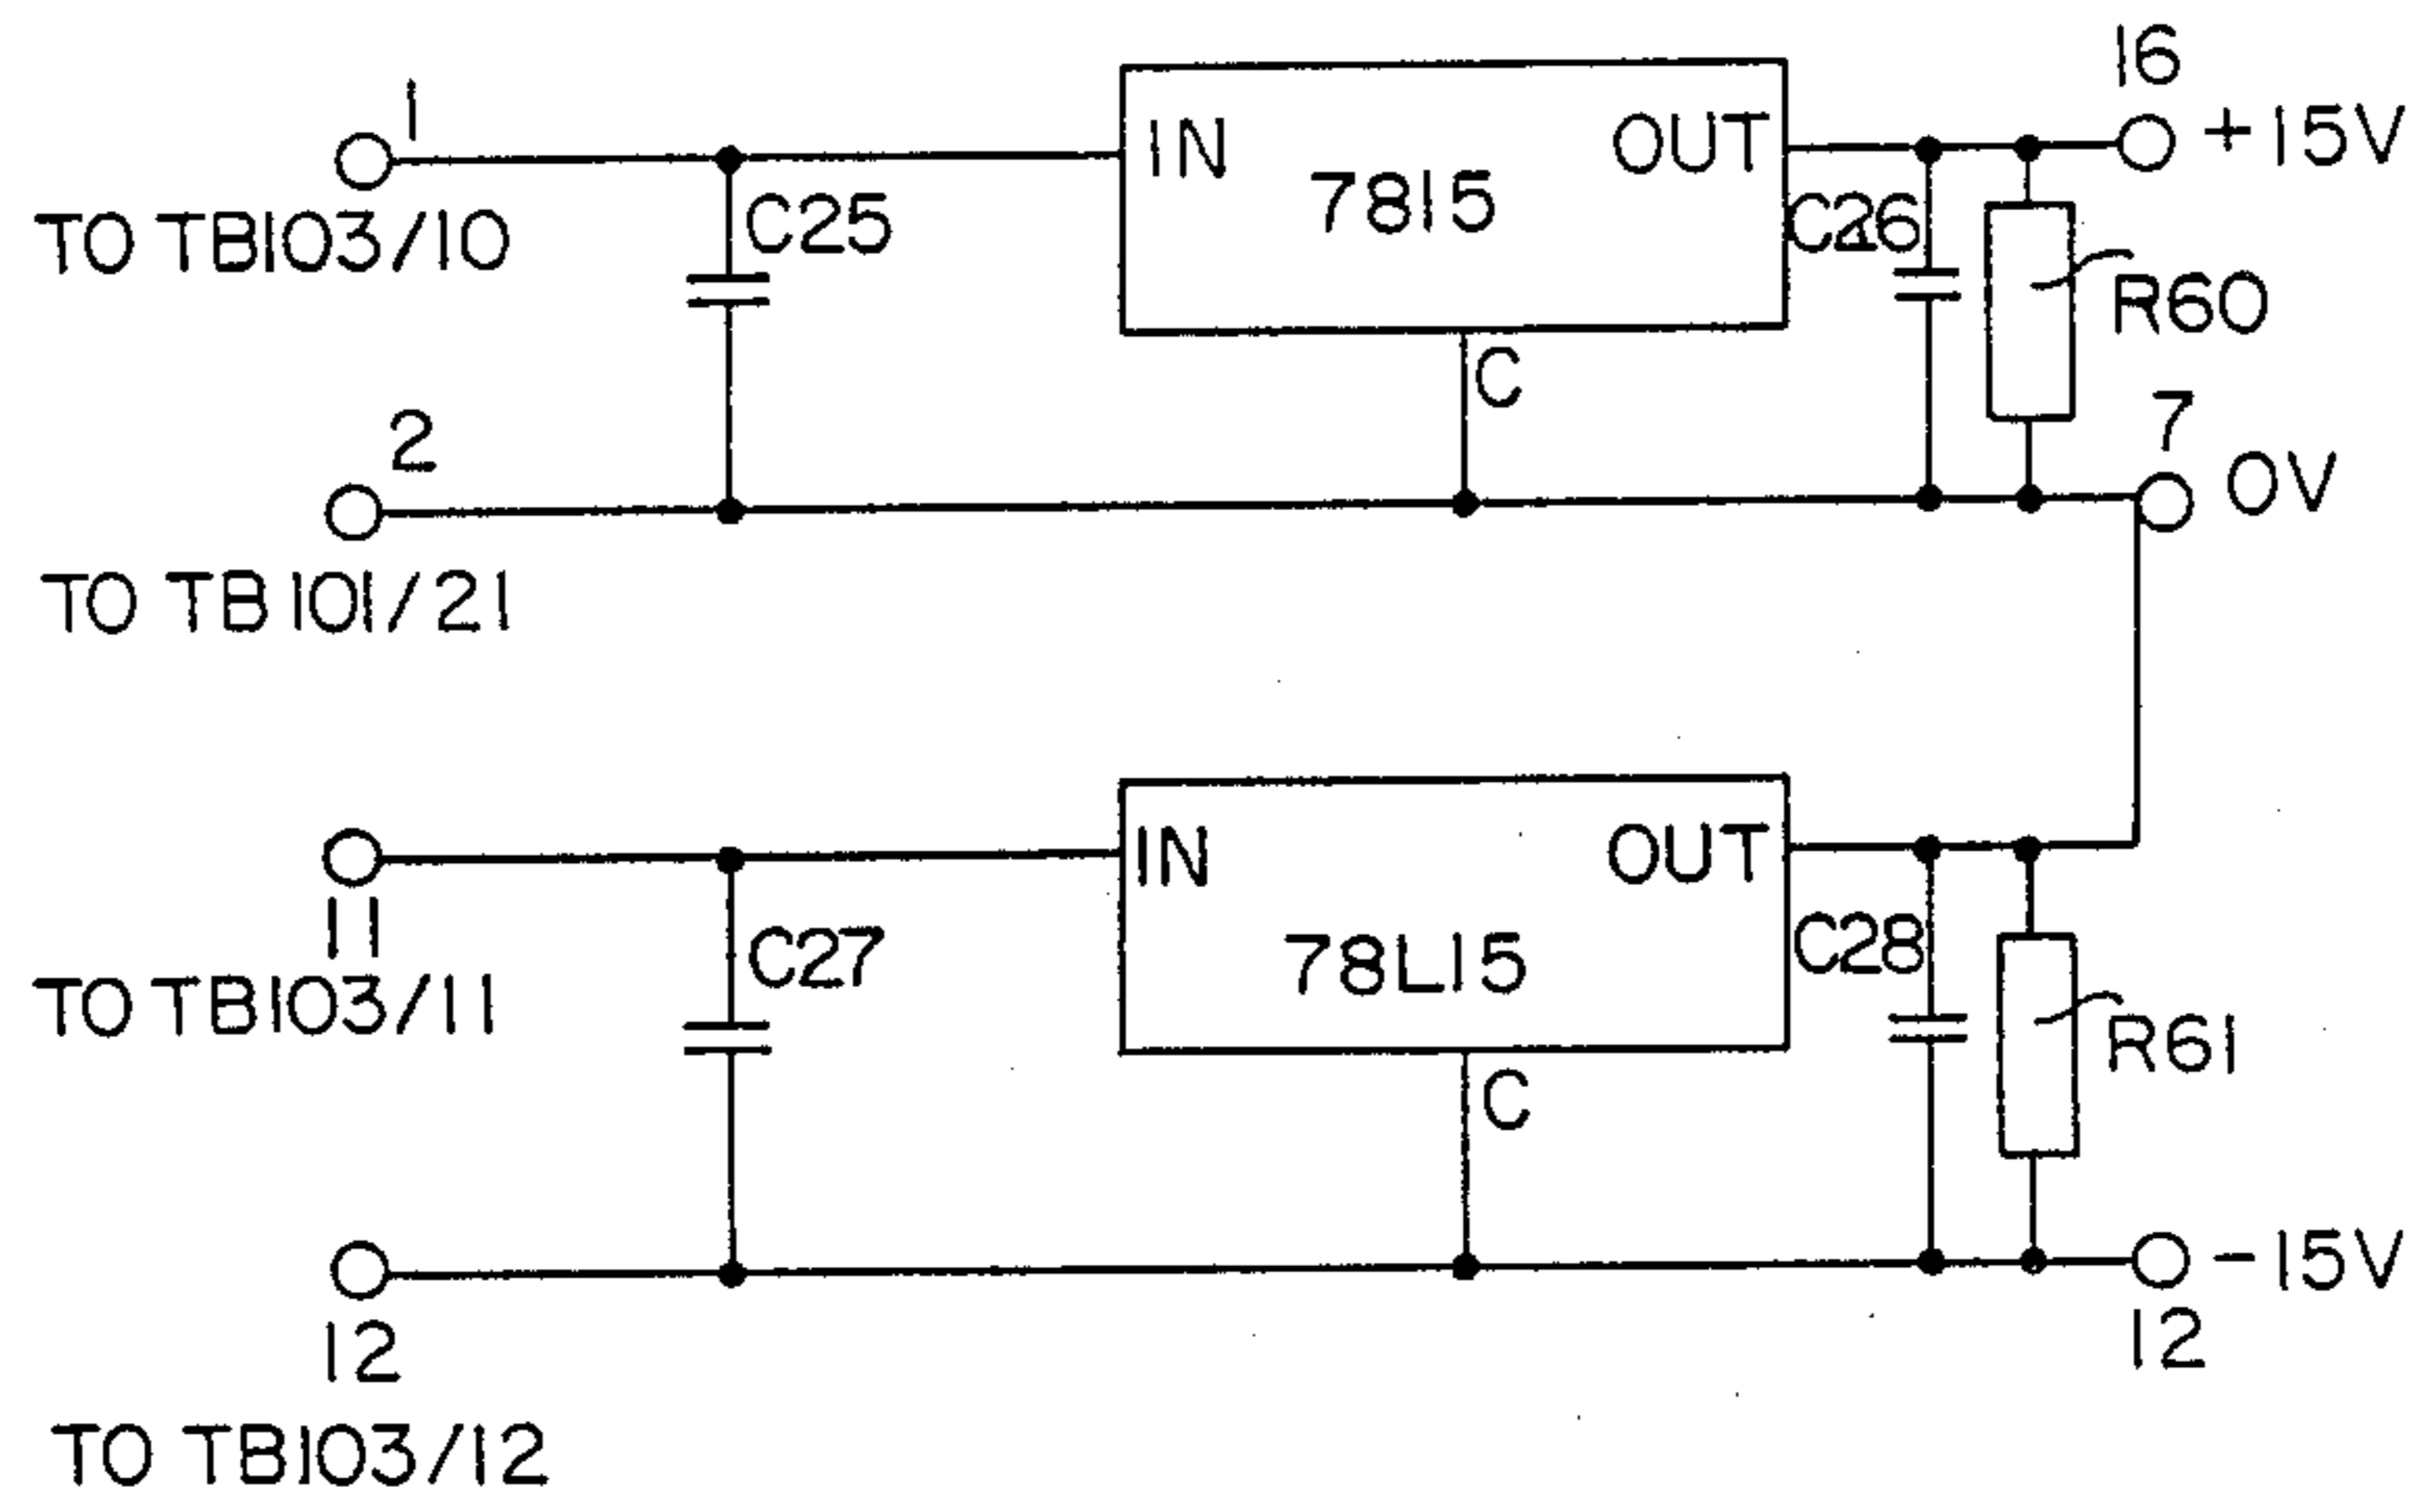 1
TO TB103/10
C25
IN
OUT
7815
C
C26
R60
16
+15V
2
TO TB101/21
7
0V
11
TO TB103/11
C27
IN
OUT
78L15
C
C28
R61
12
TO TB103/12
-15V
12